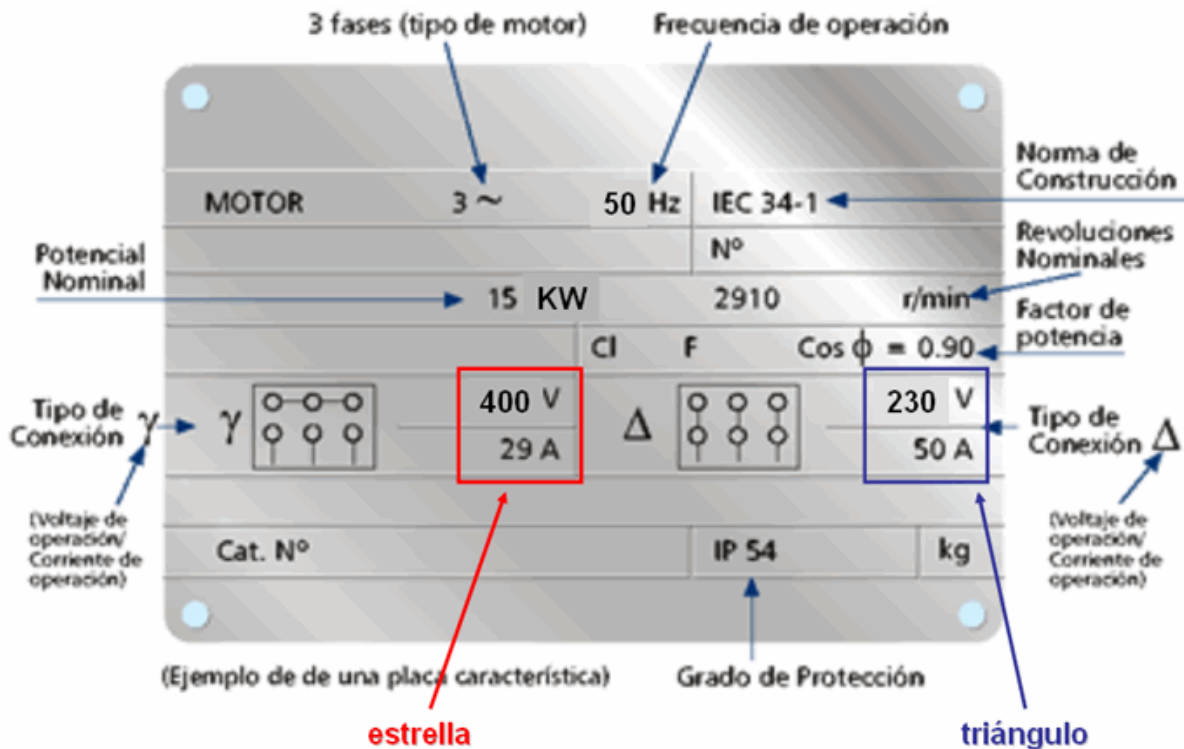 3 fases (tipo de motor)
Frecuencia de operación
Norma de
Construcción
MOTOR 3 ~ 50 Hz IEC 34-1
Nº
Revoluciones
Nominales
Potencial
Nominal
15 KW 2910 r/min
Factor de
potencia
Cl F Cos ϕ = 0.90
Tipo de
Conexión γ
γ 400 V
29 A
Δ 230 V
50 A
Tipo de
Conexión Δ
(Voltaje de
operación/
Corriente de
operación)
(Voltaje de
operación/
Corriente de
operación)
Cat. Nº IP 54 kg
(Ejemplo de de una placa característica)
Grado de Protección
estrella
triángulo